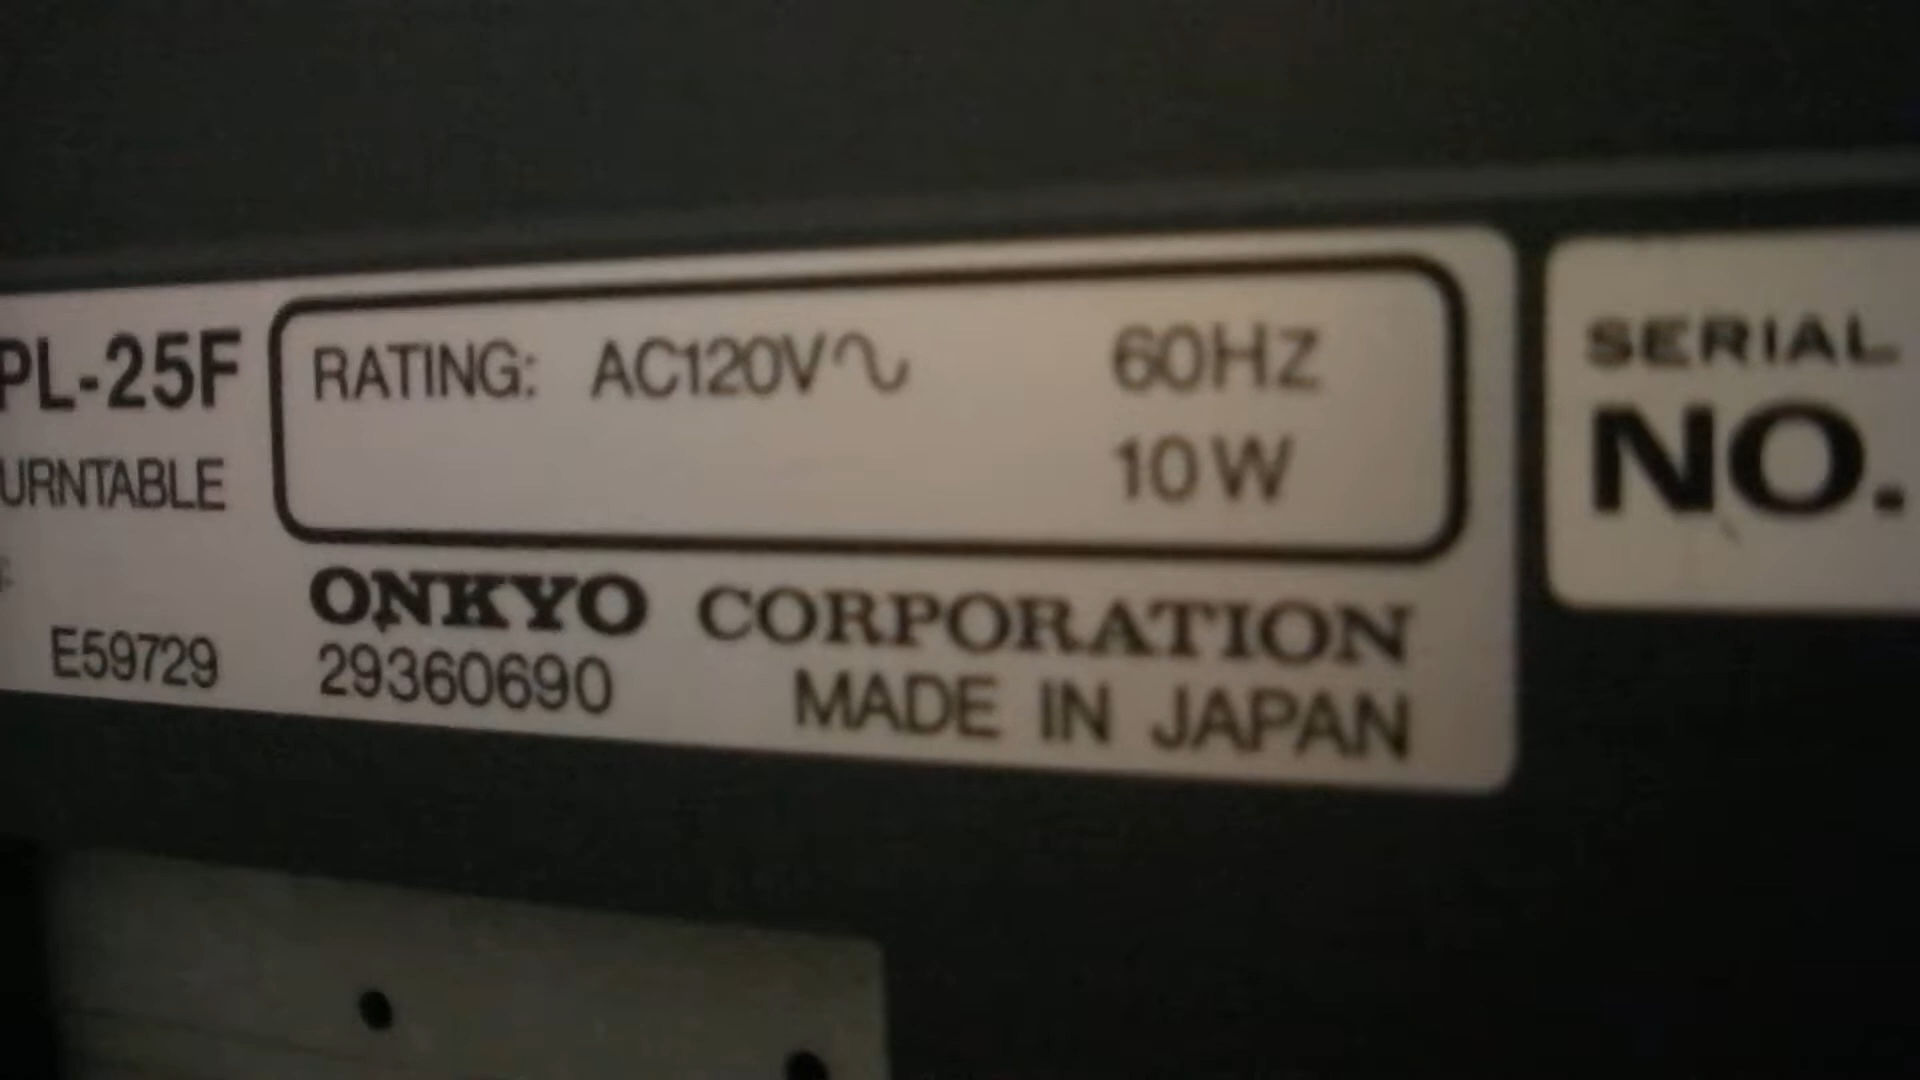 PL-25F
RATING: AC120V∿ 60Hz
URNTABLE
10W
ONKYO CORPORATION
E59729
29360690
MADE IN JAPAN
SERIAL
NO.